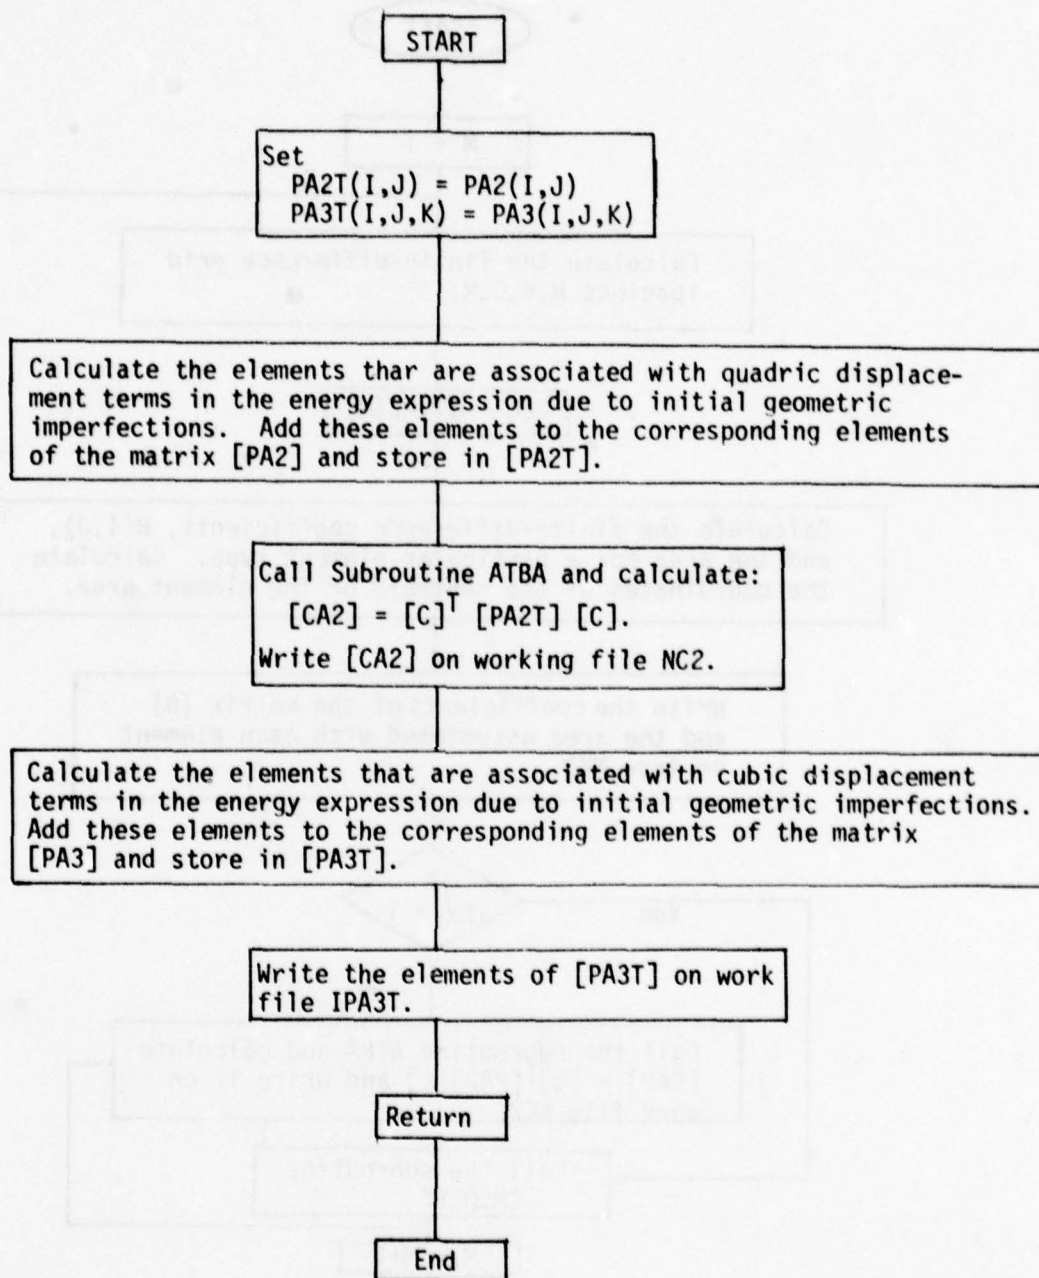 START
Set
PA2T(I,J) = PA2(I,J)
PA3T(I,J,K) = PA3(I,J,K)
Calculate the elements thar are associated with quadric displace-
ment terms in the energy expression due to initial geometric
imperfections. Add these elements to the corresponding elements
of the matrix [PA2] and store in [PA2T].
Call Subroutine ATBA and calculate:
[CA2] = [C]ᵀ [PA2T] [C].
Write [CA2] on working file NC2.
Calculate the elements that are associated with cubic displacement
terms in the energy expression due to initial geometric imperfections.
Add these elements to the corresponding elements of the matrix
[PA3] and store in [PA3T].
Write the elements of [PA3T] on work
file IPA3T.
Return
End